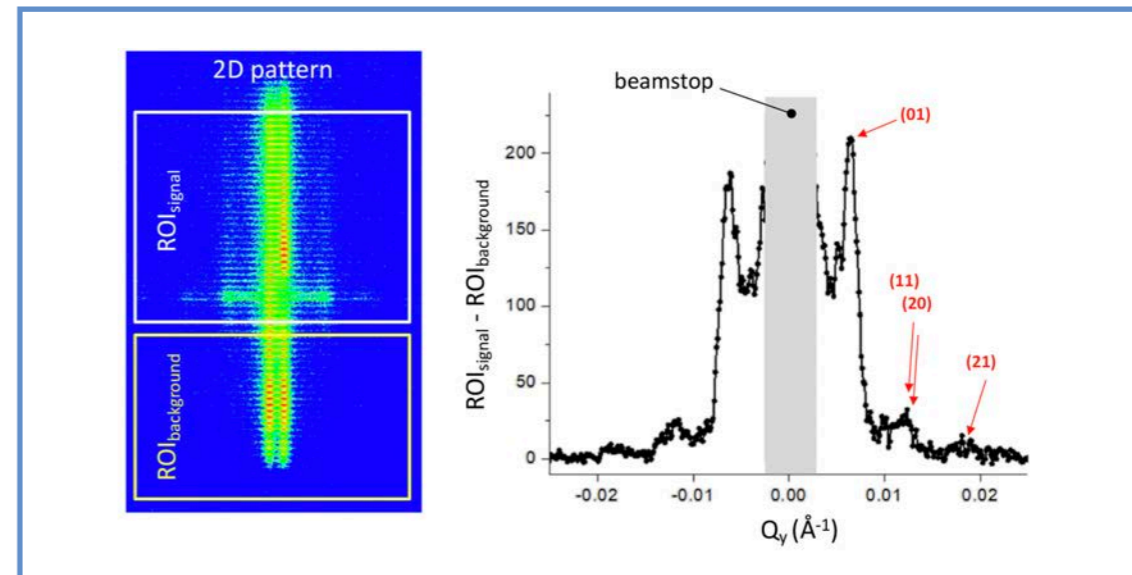 2D pattern
ROIsignal
ROIbackground
beamstop
(01)
(11)
(20)
(21)
ROIsignal - ROIbackground
200
150
100
50
0
-0.02 -0.01 0.00 0.01 0.02
Qy (Å-1)